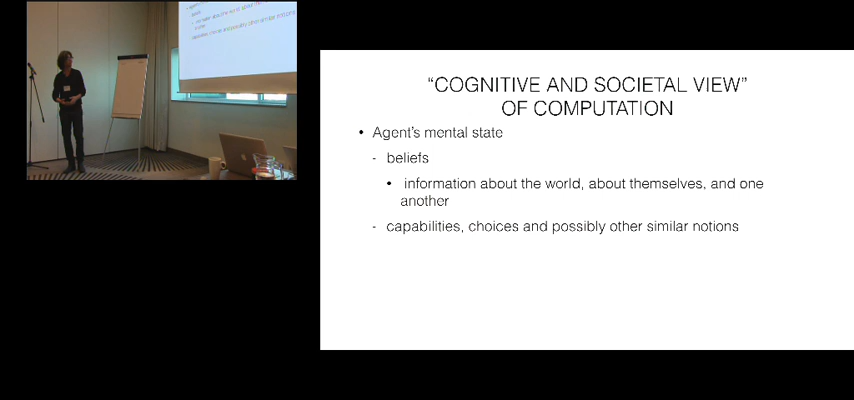 “COGNITIVE AND SOCIETAL VIEW”
OF COMPUTATION
• Agent's mental state
- beliefs
• information about the world, about themselves, and one
another
- capabilities, choices and possibly other similar notions